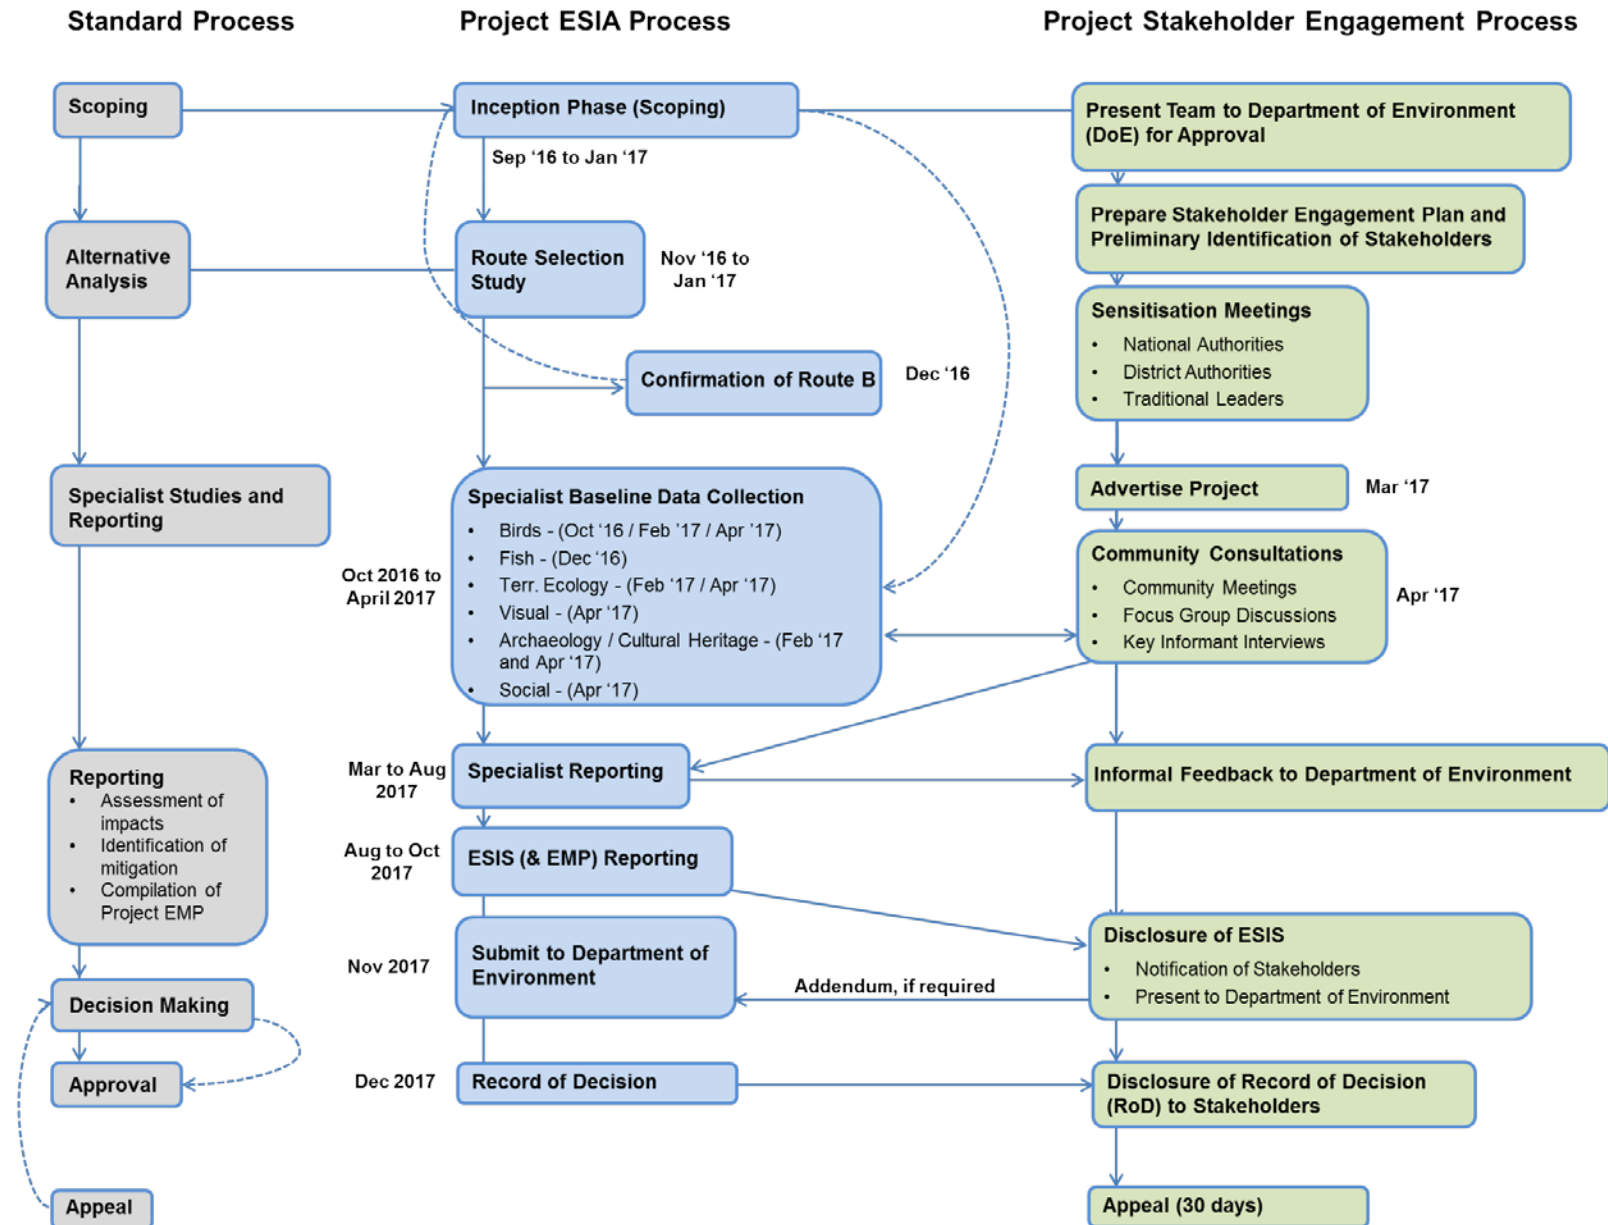 Standard Process
Project ESIA Process
Project Stakeholder Engagement Process
Scoping
Alternative
Analysis
Specialist Studies and
Reporting
Reporting
• Assessment of
impacts
• Identification of
mitigation
• Compilation of
Project EMP
Decision Making
Approval
Appeal
Inception Phase (Scoping)
Sep ‘16 to Jan ‘17
Route Selection
Study
Nov ‘16 to
Jan ‘17
Confirmation of Route B
Dec ‘16
Oct 2016 to
April 2017
Specialist Baseline Data Collection
• Birds - (Oct ‘16 / Feb ’17 / Apr ’17)
• Fish - (Dec ‘16)
• Terr. Ecology - (Feb ‘17 / Apr ‘17)
• Visual - (Apr ‘17)
• Archaeology / Cultural Heritage - (Feb ‘17
and Apr ‘17)
• Social - (Apr ‘17)
Mar to Aug
2017
Specialist Reporting
Aug to Oct
2017
ESIS (& EMP) Reporting
Nov 2017
Submit to Department of
Environment
Addendum, if required
Dec 2017
Record of Decision
Present Team to Department of Environment
(DoE) for Approval
Prepare Stakeholder Engagement Plan and
Preliminary Identification of Stakeholders
Sensitisation Meetings
• National Authorities
• District Authorities
• Traditional Leaders
Advertise Project
Mar ‘17
Community Consultations
• Community Meetings
• Focus Group Discussions
• Key Informant Interviews
Apr ‘17
Informal Feedback to Department of Environment
Disclosure of ESIS
• Notification of Stakeholders
• Present to Department of Environment
Disclosure of Record of Decision
(RoD) to Stakeholders
Appeal (30 days)